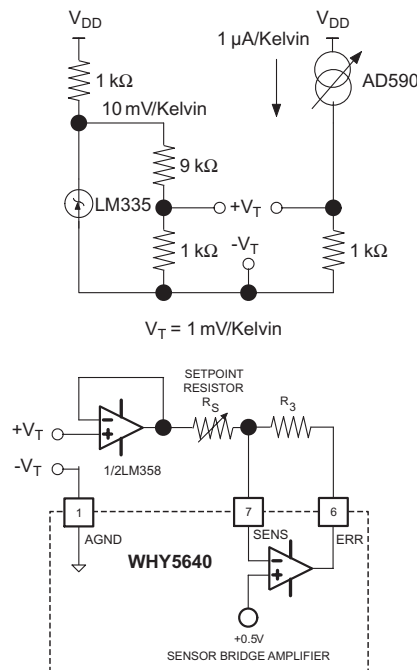 V_DD
V_DD
1 µA/Kelvin
1 kΩ
AD590
10 mV/Kelvin
9 kΩ
LM335
+V_T
-V_T
1 kΩ
1 kΩ
V_T = 1 mV/Kelvin
SETPOINT
RESISTOR
R_S
R_3
+V_T
1/2LM358
-V_T
1
7
6
AGND
SENS
ERR
WHY5640
+0.5V
SENSOR BRIDGE AMPLIFIER